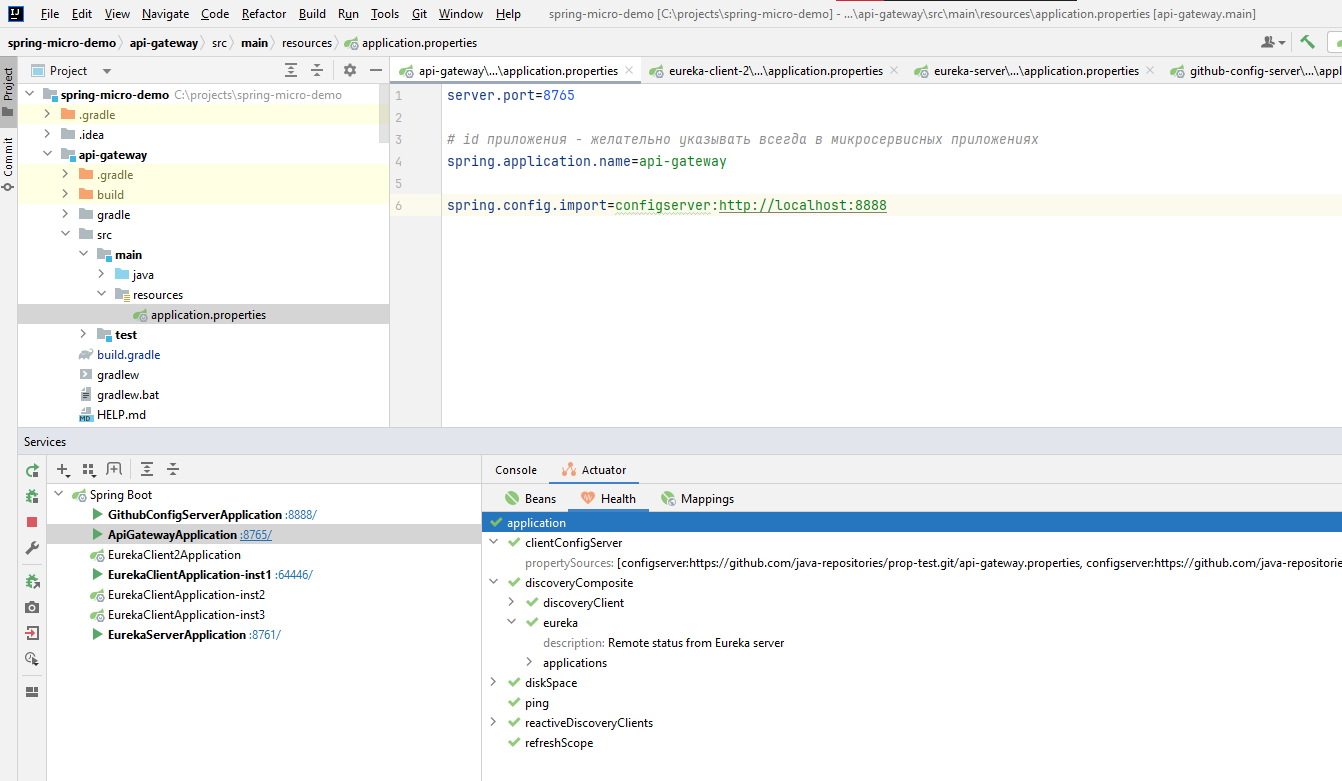 File Edit View Navigate Code Refactor Build Run Tools Git Window Help spring-micro-demo [C:\projects\spring-micro-demo] - ...\api-gateway\src\main\resources\application.properties [api-gateway.main]
spring-micro-demo api-gateway src main resources application.properties
Project
Commit
Project
api-gateway\...\application.properties eureka-client-2\...\application.properties eureka-server\...\application.properties github-config-server\...\appl
spring-micro-demo C:\projects\spring-micro-demo
.gradle
.idea
api-gateway
.gradle
build
gradle
src
main
java
resources
application.properties
test
build.gradle
gradlew
gradlew.bat
HELP.md
1 server.port=8765
2
3 # id приложения - желательно указывать всегда в микросервисных приложениях
4 spring.application.name=api-gateway
5
6 spring.config.import=configserver:http://localhost:8888
Services
Spring Boot
GithubConfigServerApplication :8888/
ApiGatewayApplication :8765/
EurekaClient2Application
EurekaClientApplication-inst1 :64446/
EurekaClientApplication-inst2
EurekaClientApplication-inst3
EurekaServerApplication :8761/
Console Actuator
Beans Health Mappings
application
clientConfigServer
propertySources: [configserver:https://github.com/java-repositories/prop-test.git/api-gateway.properties, configserver:https://github.com/java-repositorie
discoveryComposite
discoveryClient
eureka
description: Remote status from Eureka server
applications
diskSpace
ping
reactiveDiscoveryClients
refreshScope